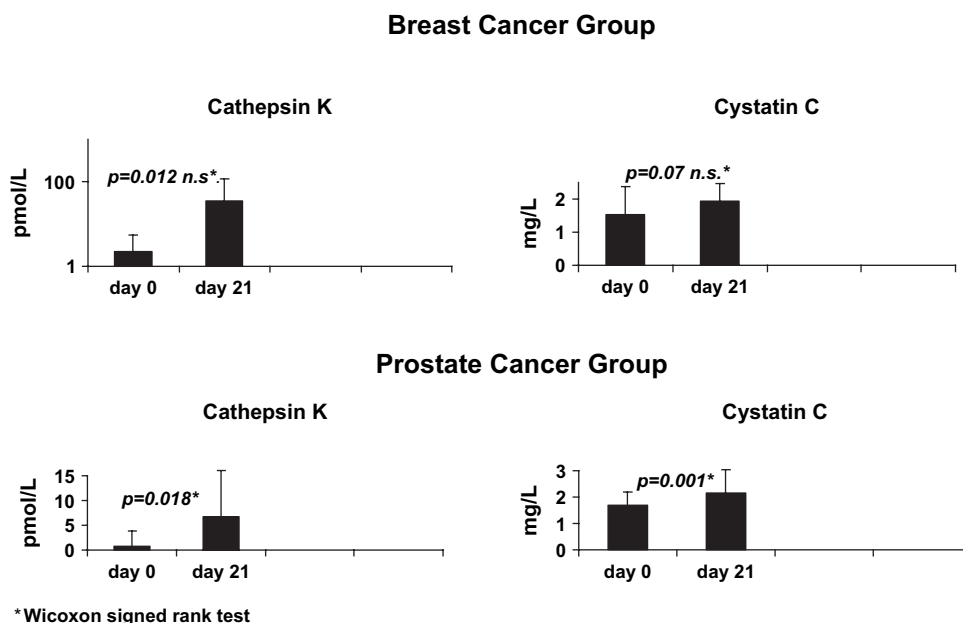 Breast Cancer Group
Cathepsin K
pmol/L
100
1
p=0.012 n.s*.
day 0 day 21
Cystatin C
mg/L
2
1
0
p=0.07 n.s.*
day 0 day 21
Prostate Cancer Group
Cathepsin K
pmol/L
15
10
5
0
p=0.018*
day 0 day 21
Cystatin C
mg/L
3
2
1
0
p=0.001*
day 0 day 21
*Wicoxon signed rank test